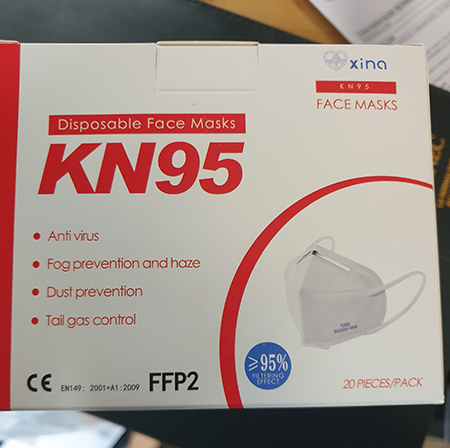 xina
KN95
FACE MASKS
Disposable Face Masks
KN95
Anti virus
Fog prevention and haze
Dust prevention
Tail gas control
≥95%
FILTERING
EFFECT
CE EN149: 2001+A1:2009 FFP2
20 PIECES/PACK